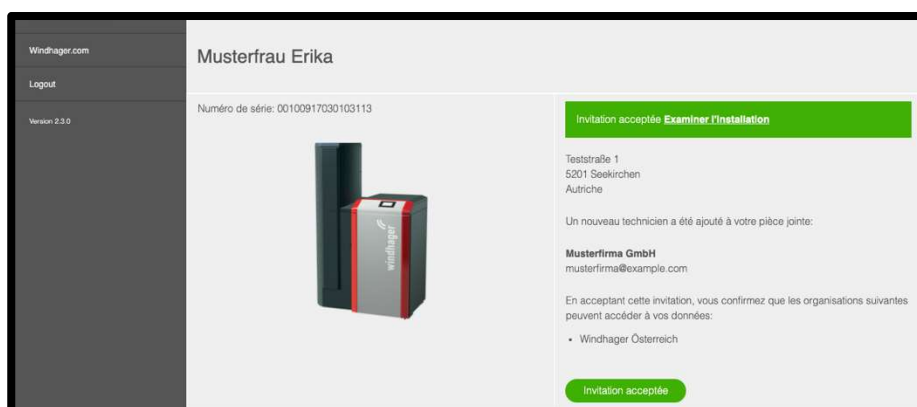 Windhager.com
Logout
Version 2.3.0
Musterfrau Erika
Numéro de série: 00100917030103113
windhager
Invitation acceptée Examiner l'Installation
Teststraße 1
5201 Seekirchen
Autriche
Un nouveau technicien a été ajouté à votre pièce jointe:
Musterfirma GmbH
musterfirma@example.com
En acceptant cette invitation, vous confirmez que les organisations suivantes
peuvent accéder à vos données:
• Windhager Österreich
Invitation acceptée